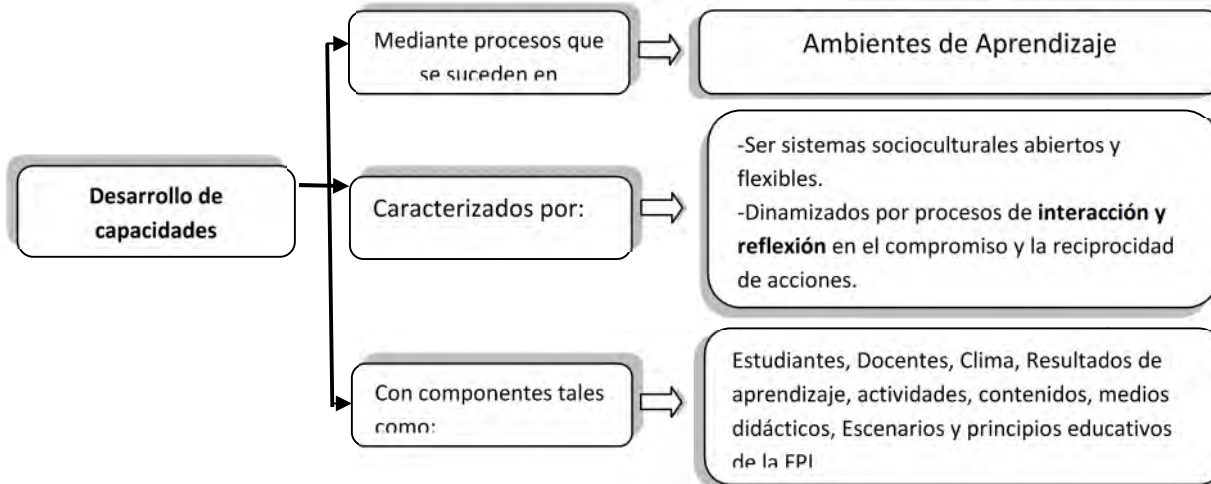 Mediante procesos que
se suceden en
Ambientes de Aprendizaje
Desarrollo de
capacidades
Caracterizados por:
-Ser sistemas socioculturales abiertos y
flexibles.
-Dinamizados por procesos de interacción y
reflexión en el compromiso y la reciprocidad
de acciones.
Con componentes tales
como:
Estudiantes, Docentes, Clima, Resultados de
aprendizaje, actividades, contenidos, medios
didácticos, Escenarios y principios educativos
de la